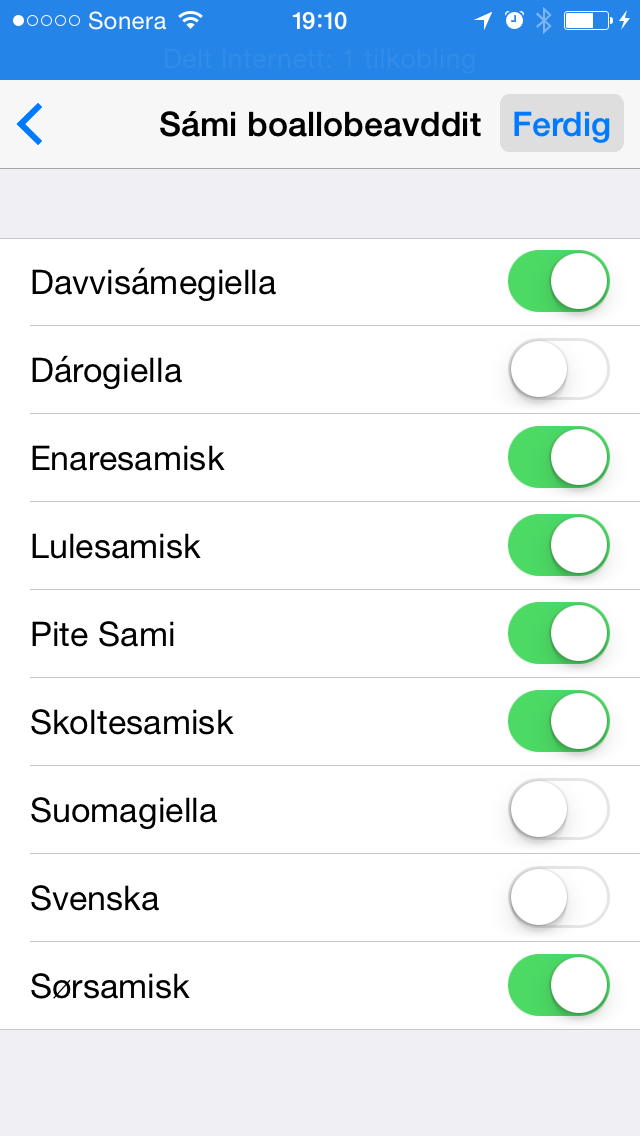 Sonera 19:10
Delt Internett: 1 tilkobling
Sámi boallobeavddit Ferdig
Davvisámegiella
Dárogiella
Enaresamisk
Lulesamisk
Pite Sami
Skoltesamisk
Suomagiella
Svenska
Sørsamisk